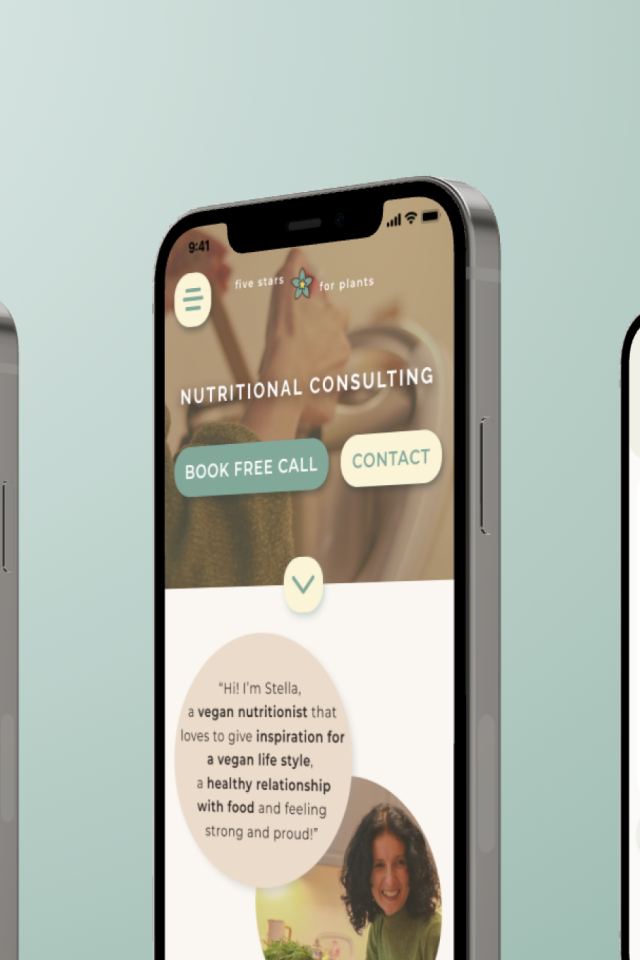 9:41
five stars for plants
NUTRITIONAL CONSULTING
BOOK FREE CALL
CONTACT
“Hi! I’m Stella,
a vegan nutritionist that
loves to give inspiration for
a vegan life style,
a healthy relationship
with food and feeling
strong and proud!”